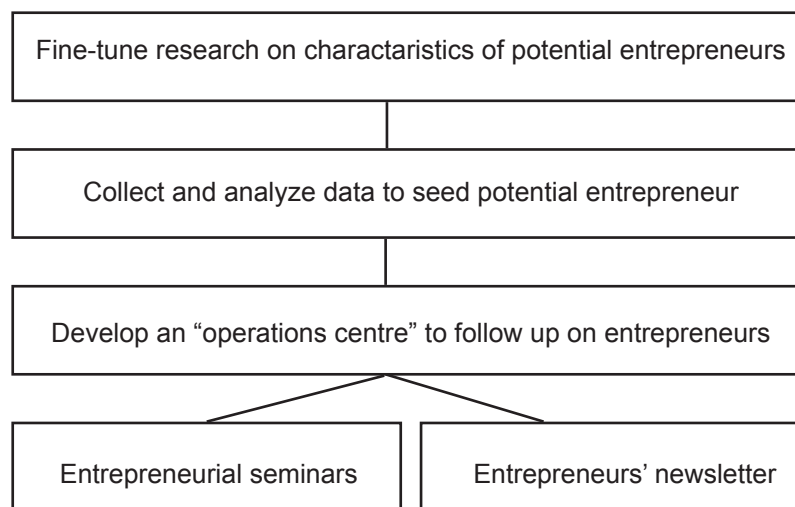 Fine-tune research on charactaristics of potential entrepreneurs
Collect and analyze data to seed potential entrepreneur
Develop an “operations centre” to follow up on entrepreneurs
Entrepreneurial seminars
Entrepreneurs’ newsletter